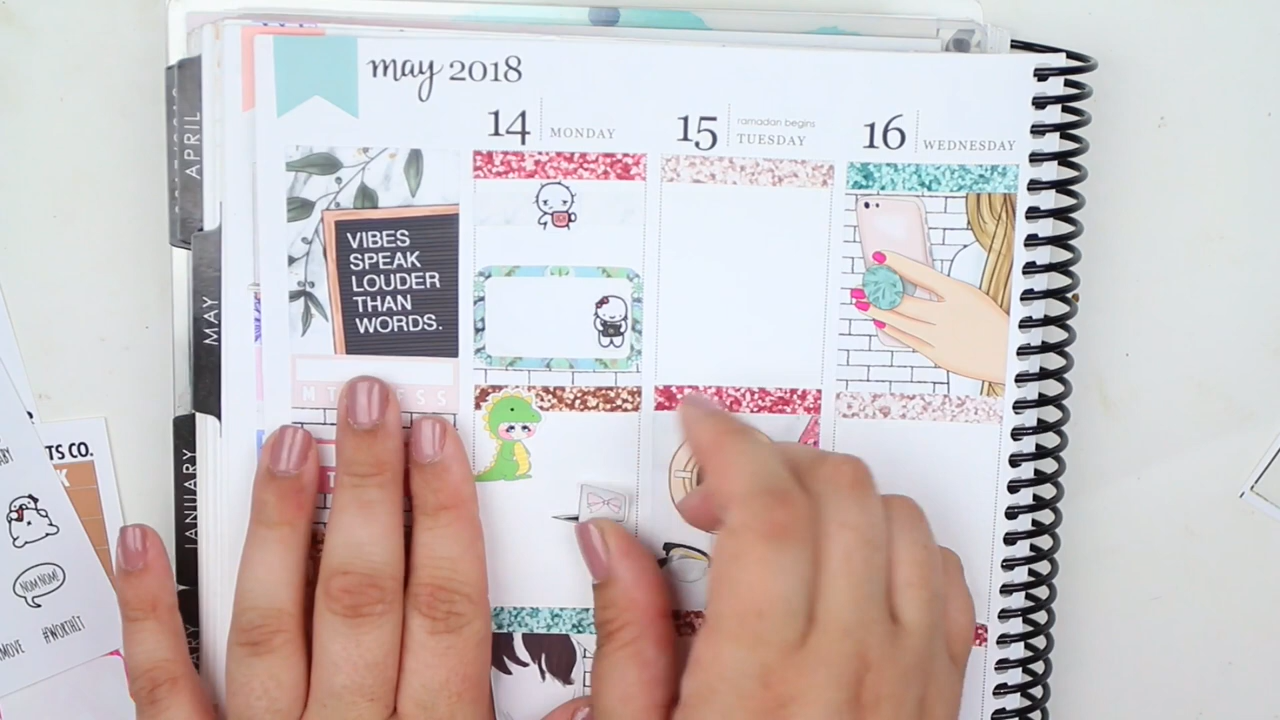 may 2018
14 MONDAY
15 ramadan begins
TUESDAY
16 WEDNESDAY
APRIL
MAY
JANUARY
VIBES
SPEAK
LOUDER
THAN
WORDS.
TS CO.
NOM NOM!
MOVE
#WORTHIT